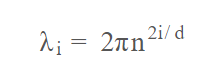 λᵢ = 2πn²ⁱ/ᵈ